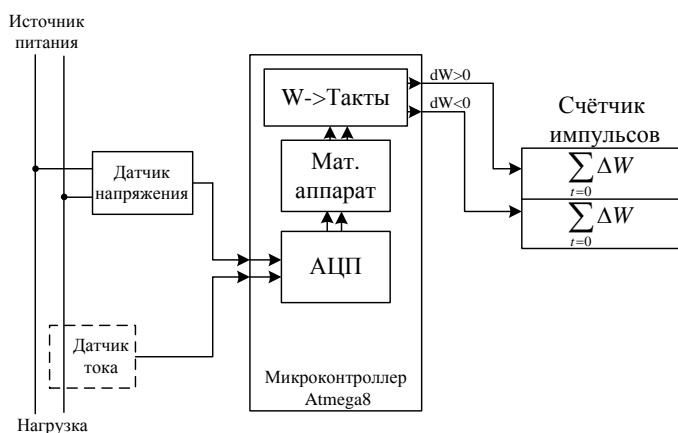 Источник
питания
Датчик
напряжения
Датчик
тока
Нагрузка
W->Такты
Мат.
аппарат
АЦП
Микроконтроллер
Atmega8
dW>0
dW<0
Счётчик
импульсов
∑ΔW
t=0
∑ΔW
t=0